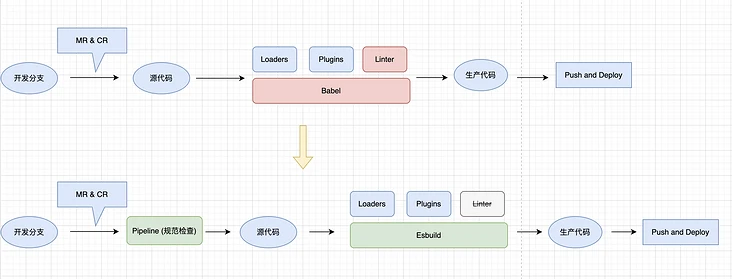 MR & CR
开发分支
源代码
Loaders
Plugins
Linter
Babel
生产代码
Push and Deploy
MR & CR
开发分支
Pipeline (规范检查)
源代码
Loaders
Plugins
Linter
Esbuild
生产代码
Push and Deploy